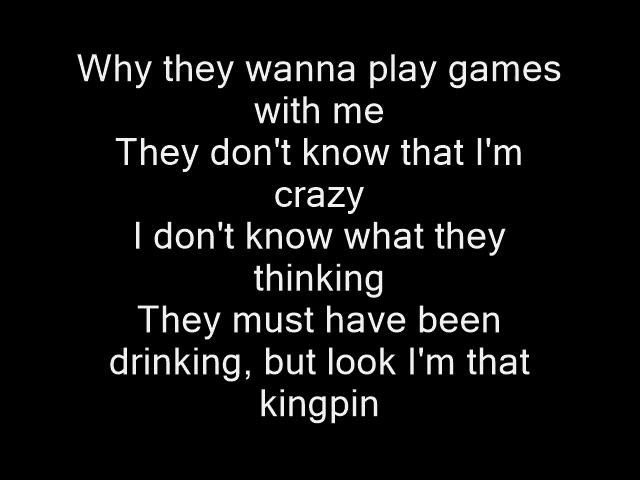 Why they wanna play games
with me
They don't know that I'm
crazy
I don't know what they
thinking
They must have been
drinking, but look I'm that
kingpin